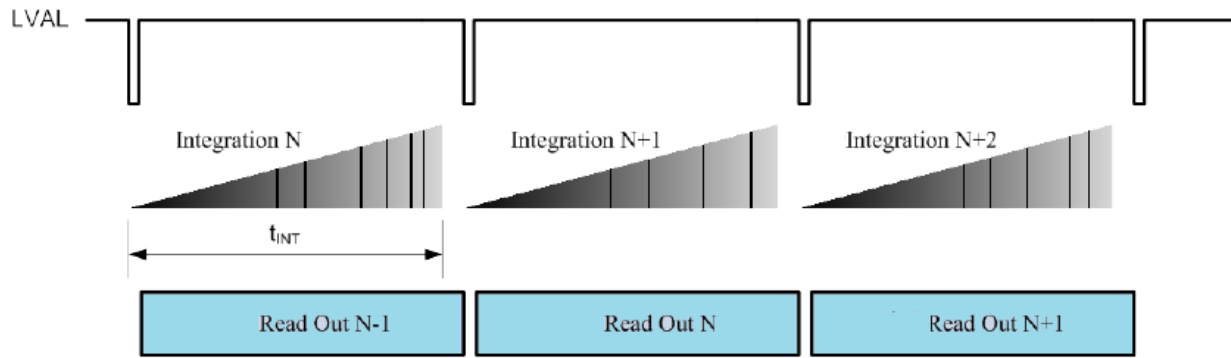 LVAL
Integration N
Integration N+1
Integration N+2
tINT
Read Out N-1
Read Out N
Read Out N+1